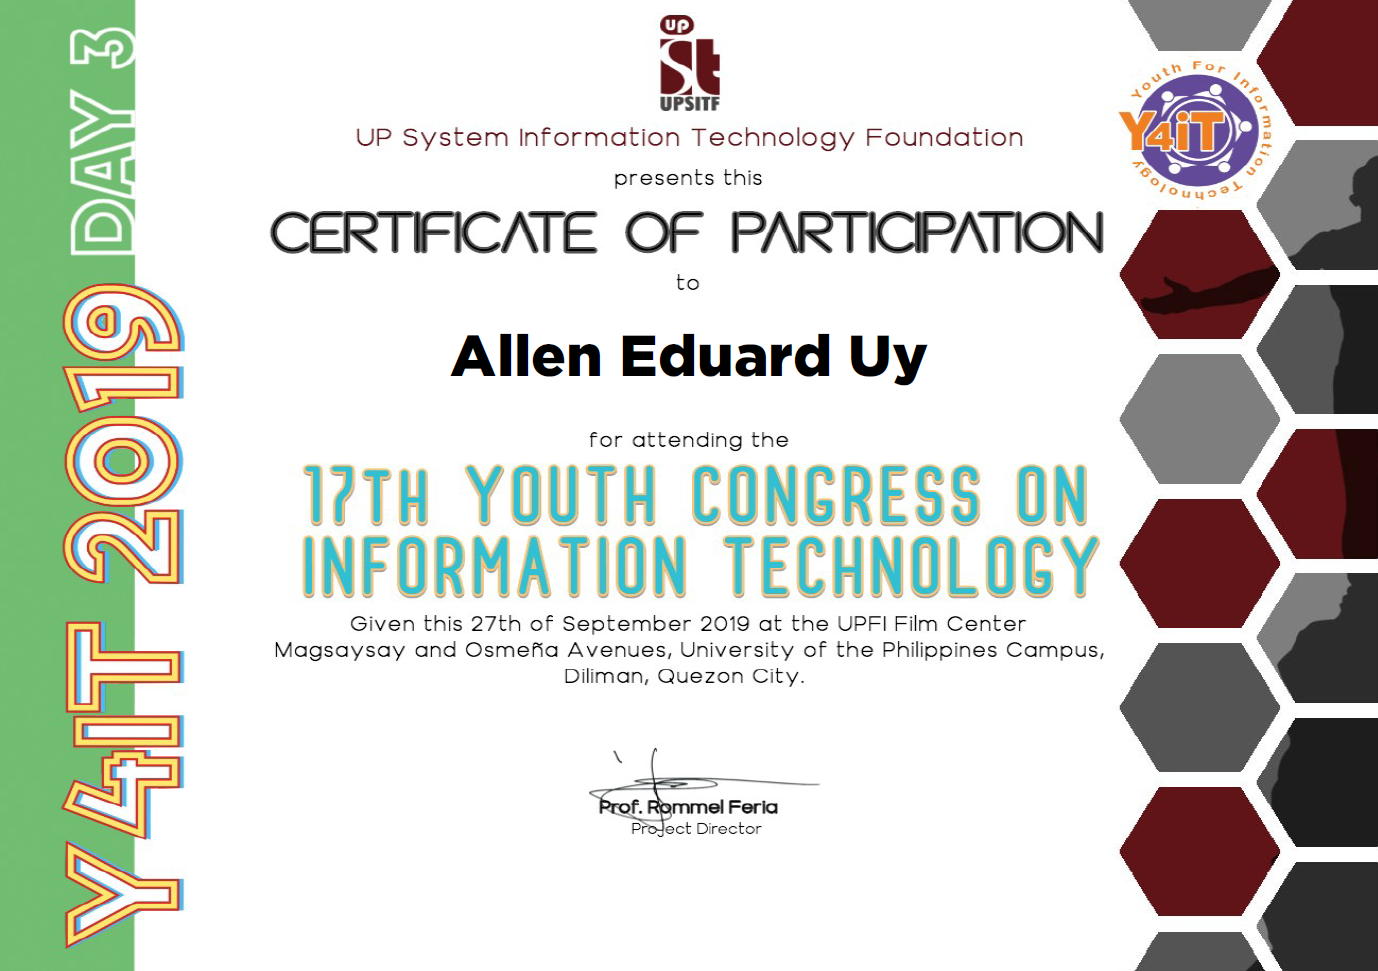 UP
st
UPSITF
UP System Information Technology Foundation
presents this
CERTIFICATE OF PARTICIPATION
to
Allen Eduard Uy
for attending the
17TH YOUTH CONGRESS ON
INFORMATION TECHNOLOGY
Given this 27th of September 2019 at the UPFI Film Center
Magsaysay and Osmeña Avenues, University of the Philippines Campus,
Diliman, Quezon City.
Prof. Rommel Feria
Project Director
Y4IT 2019 DAY 3
Youth For Information Technology
Y4iT